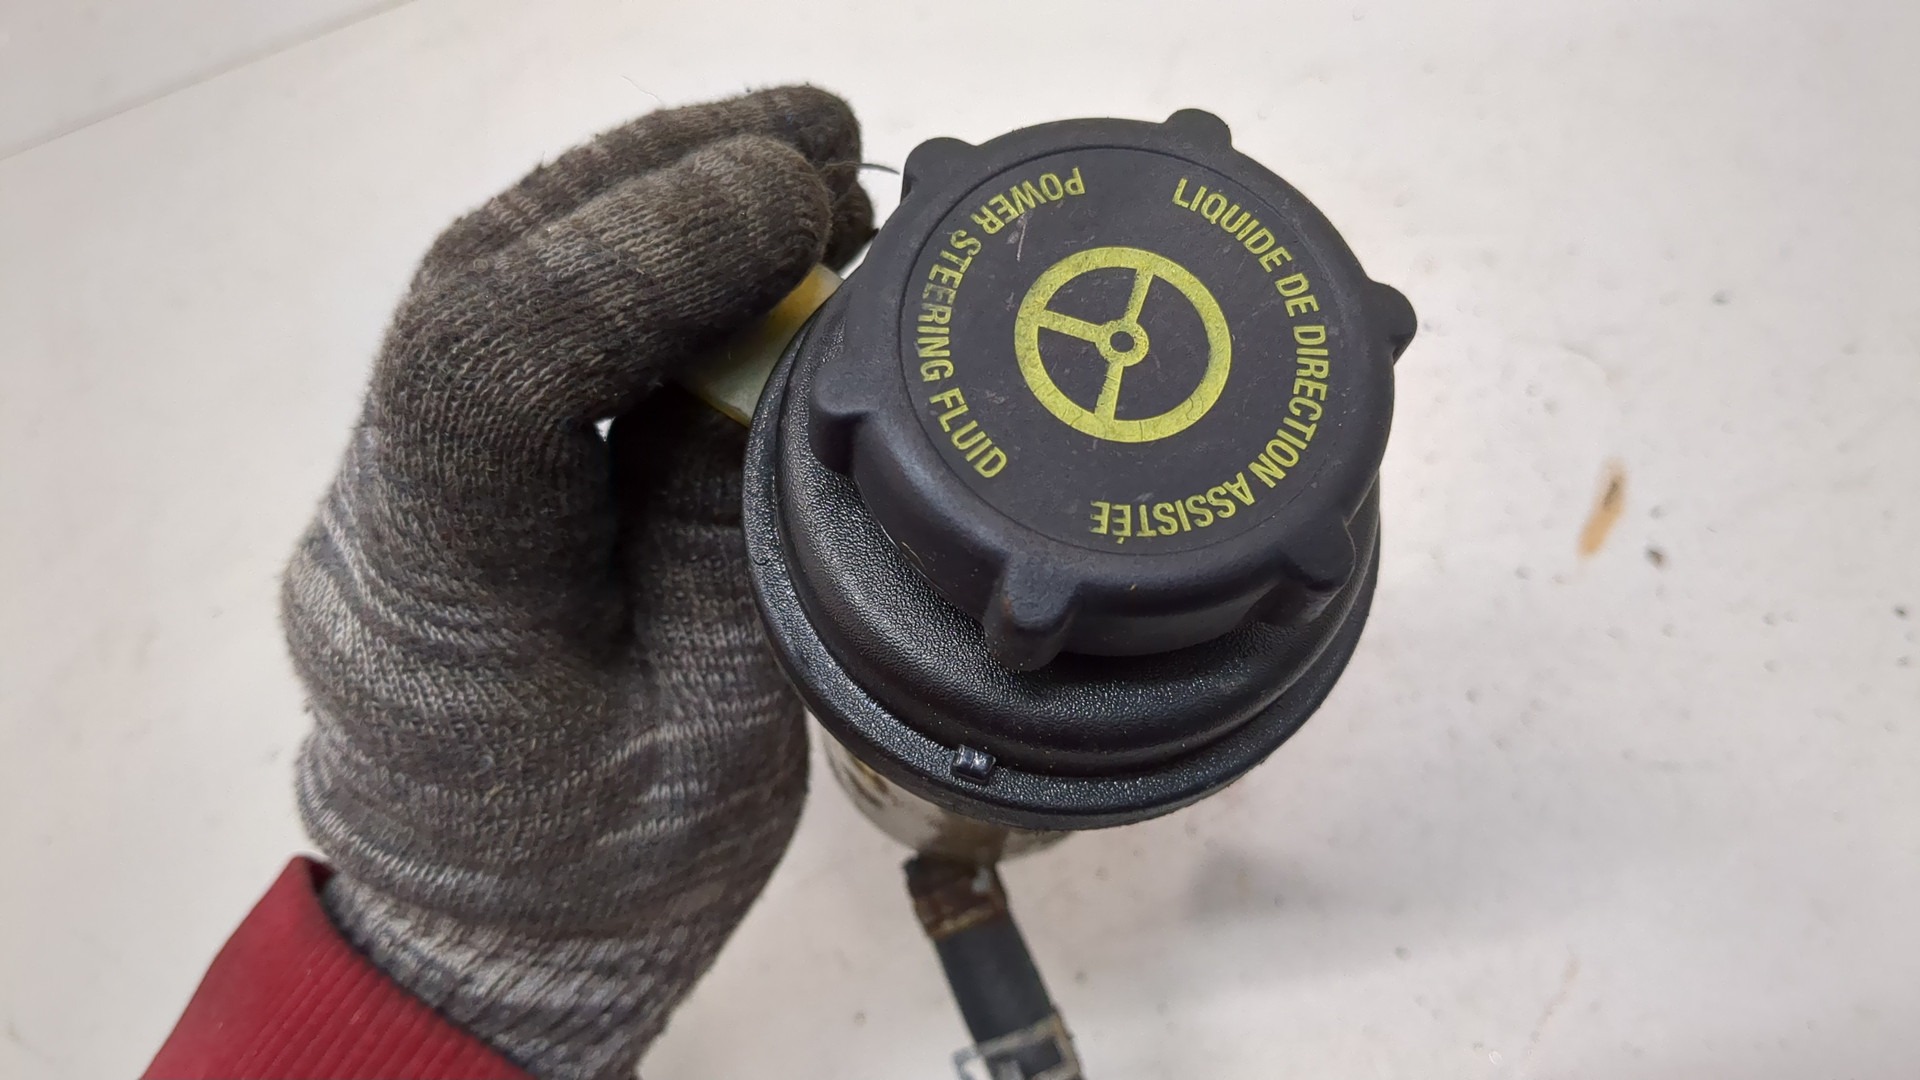 POWER STEERING FLUID
LIQUIDE DE DIRECTION ASSISTÉE